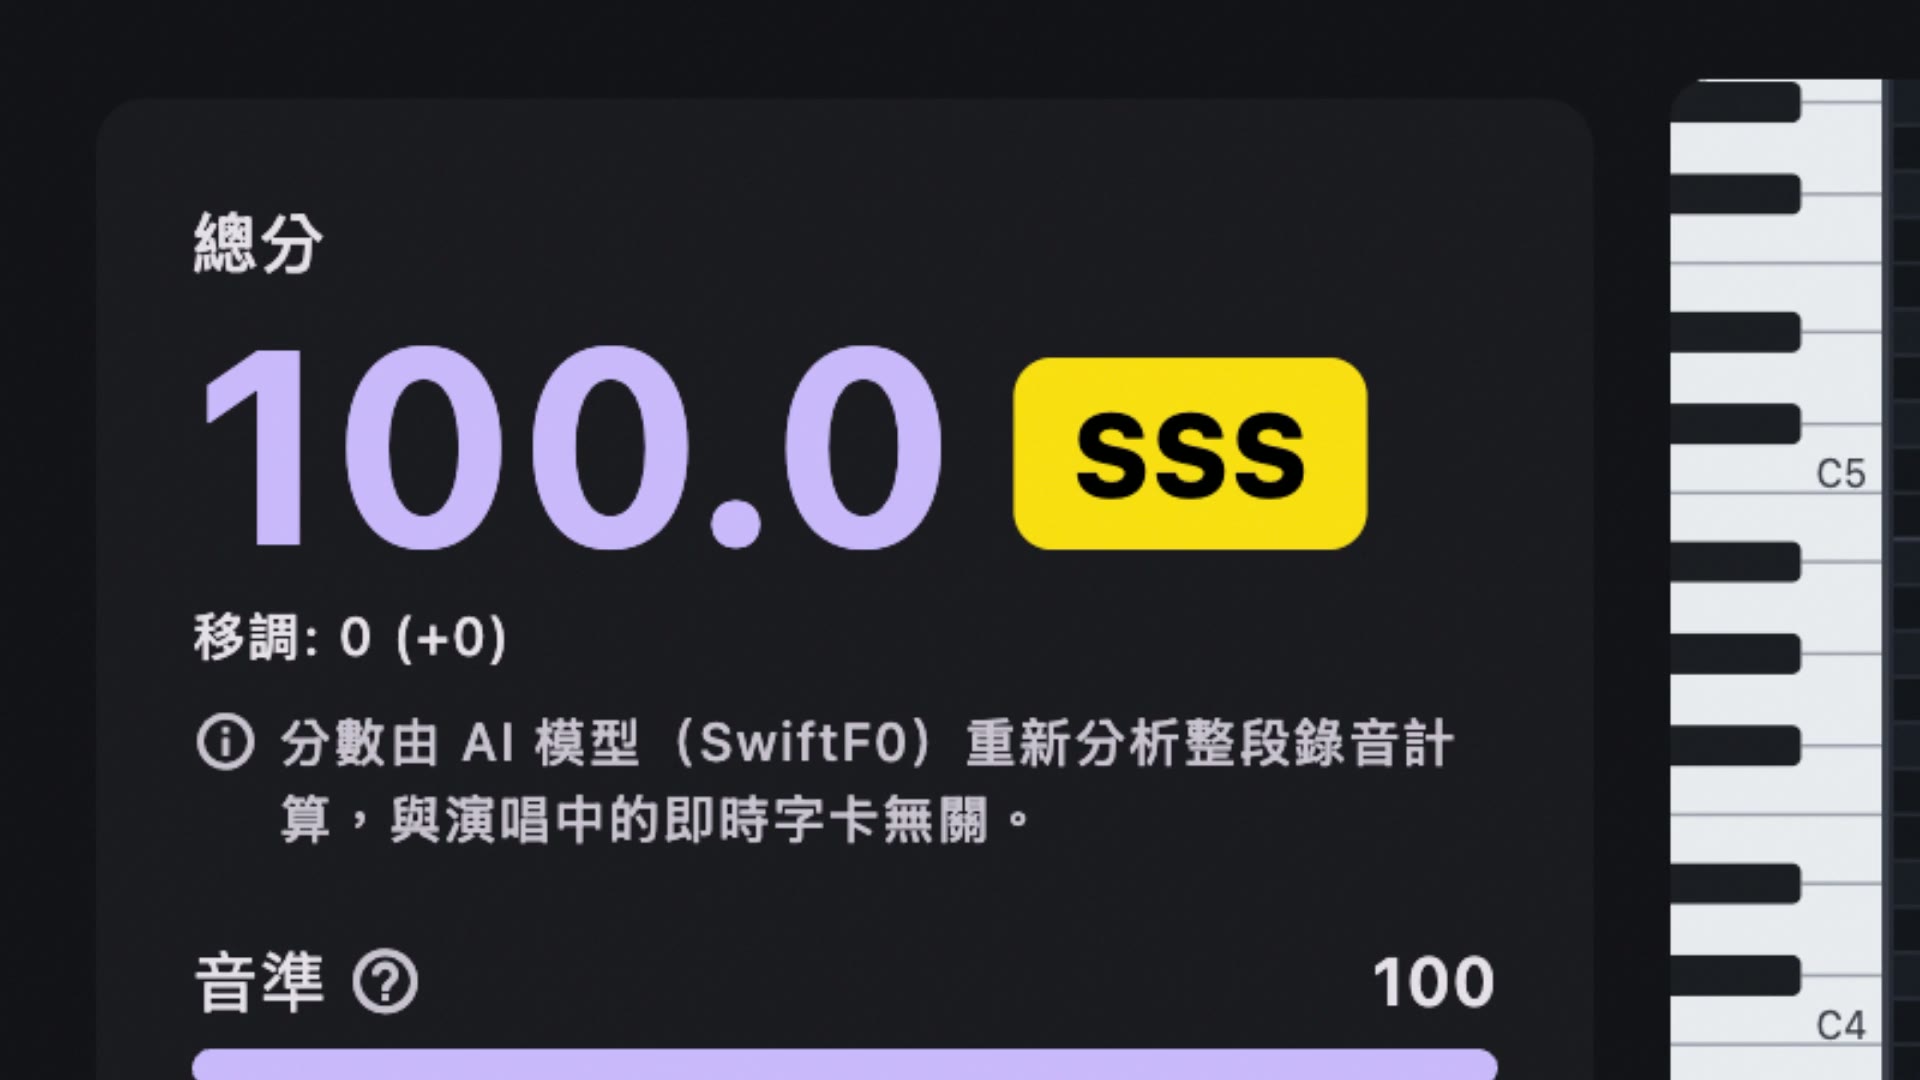 總分
100.0 SSS
移調: 0 (+0)
分數由 AI 模型（SwiftF0）重新分析整段錄音計
算，與演唱中的即時字卡無關。
音準 ? 100
C5
C4